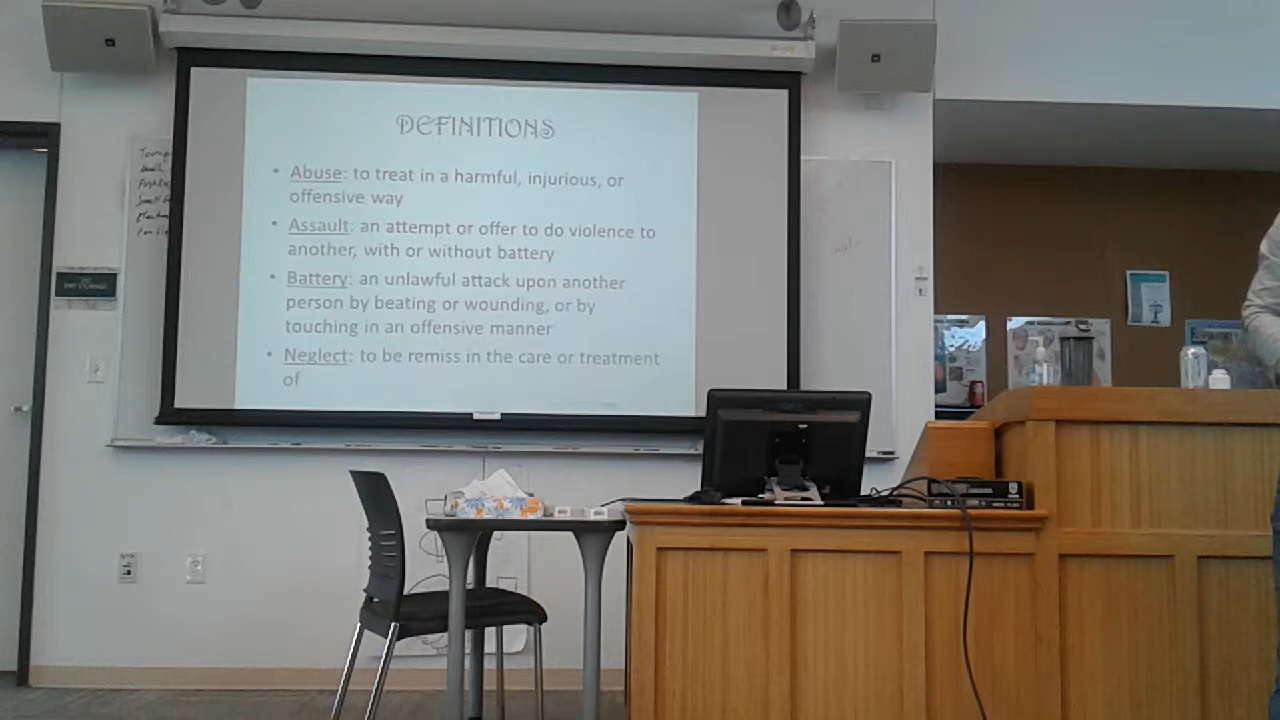 DEFINITIONS
• Abuse: to treat in a harmful, injurious, or
offensive way
• Assault: an attempt or offer to do violence to
another, with or without battery
• Battery: an unlawful attack upon another
person by beating or wounding, or by
touching in an offensive manner
• Neglect: to be remiss in the care or treatment
of